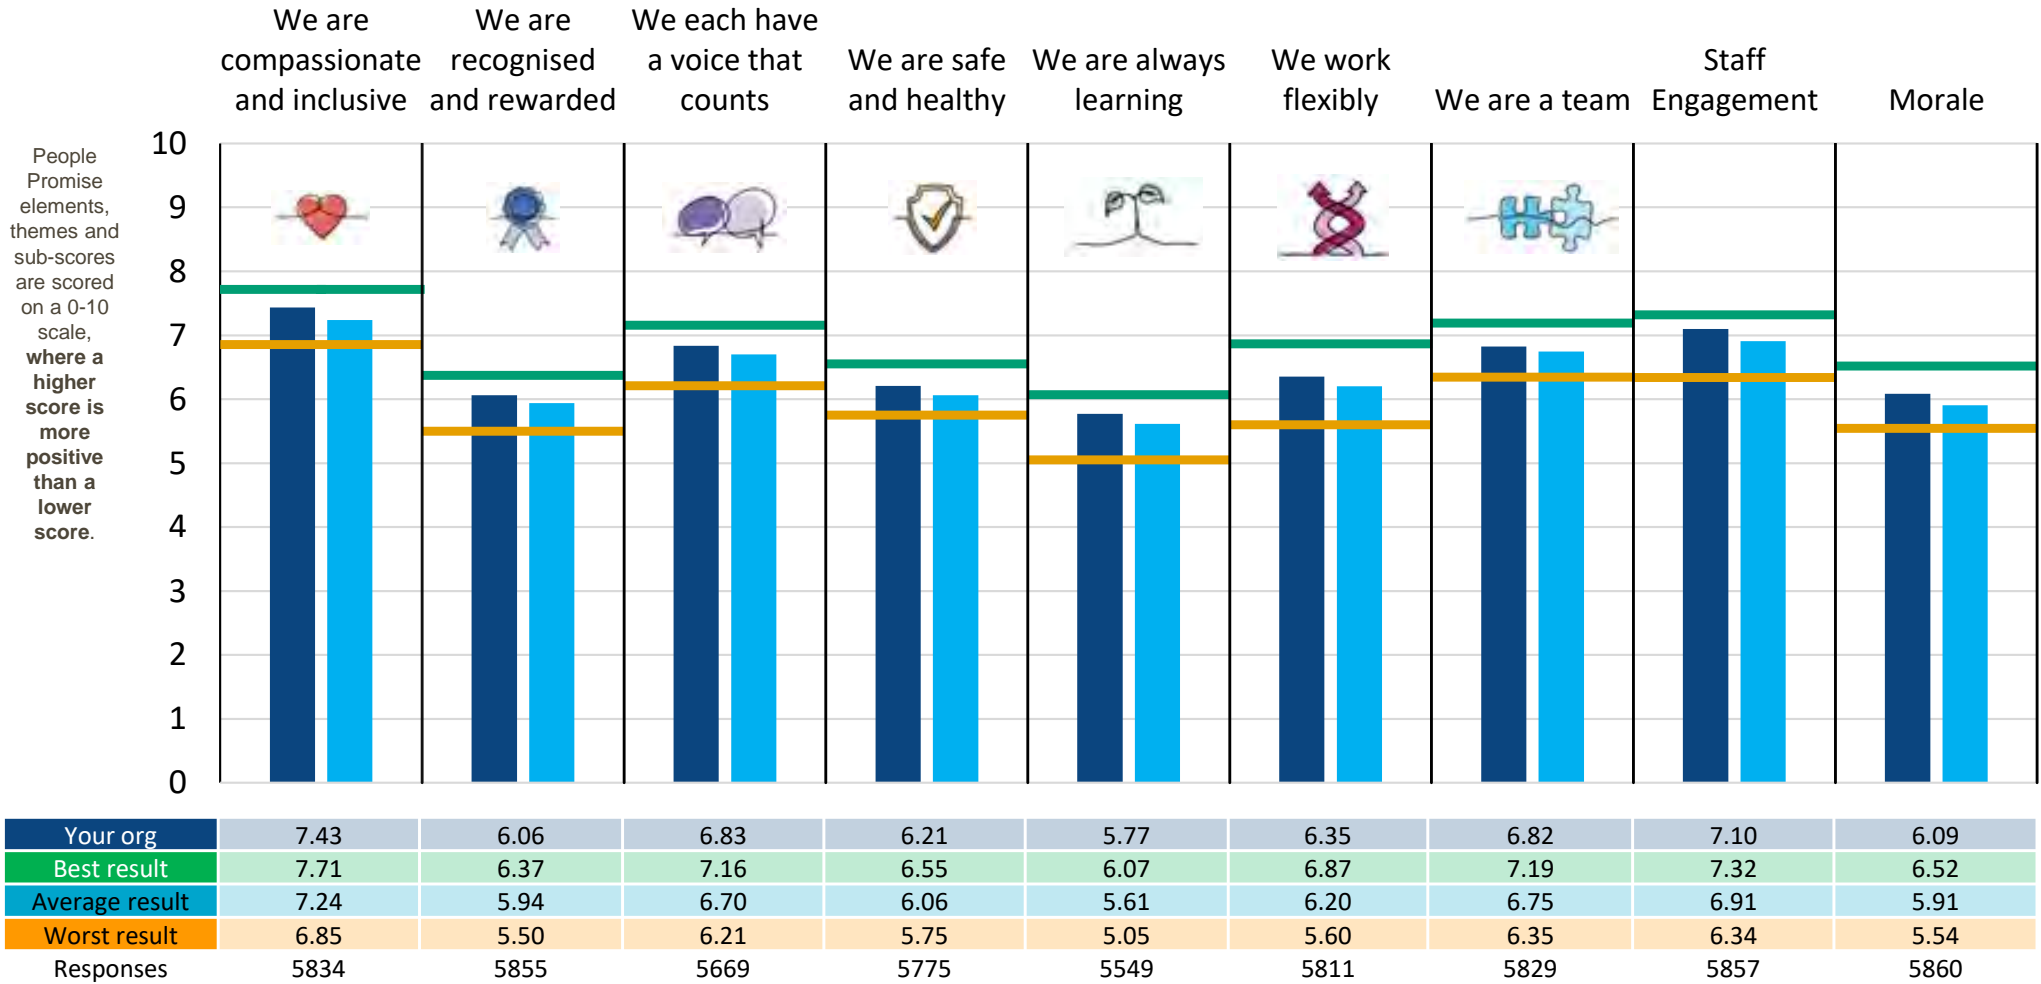 We are
compassionate
and inclusive
We are
recognised
and rewarded
We each have
a voice that
counts
We are safe
and healthy
We are always
learning
We work
flexibly
We are a team
Staff
Engagement
Morale
People
Promise
elements,
themes and
sub-scores
are scored
on a 0-10
scale,
where a
higher
score is
more
positive
than a
lower
score.
10
9
8
7
6
5
4
3
2
1
0
Your org 7.43 6.06 6.83 6.21 5.77 6.35 6.82 7.10 6.09
Best result 7.71 6.37 7.16 6.55 6.07 6.87 7.19 7.32 6.52
Average result 7.24 5.94 6.70 6.06 5.61 6.20 6.75 6.91 5.91
Worst result 6.85 5.50 6.21 5.75 5.05 5.60 6.35 6.34 5.54
Responses 5834 5855 5669 5775 5549 5811 5829 5857 5860